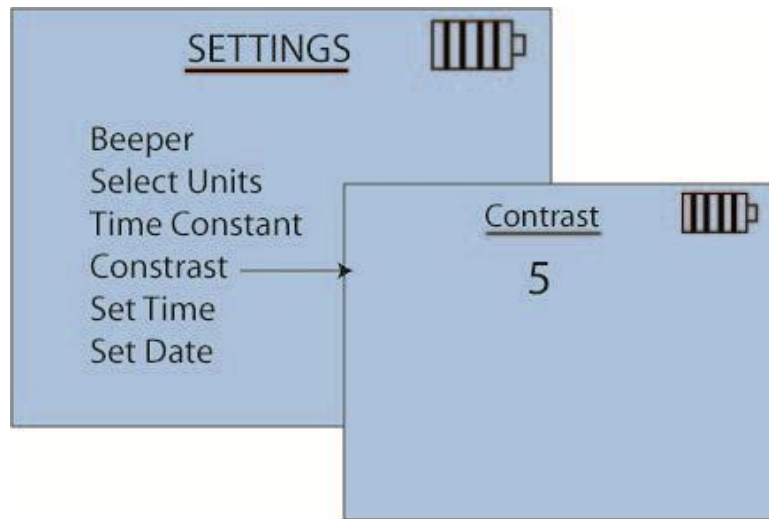 SETTINGS
Beeper
Select Units
Time Constant
Constrast
Set Time
Set Date
Contrast
5